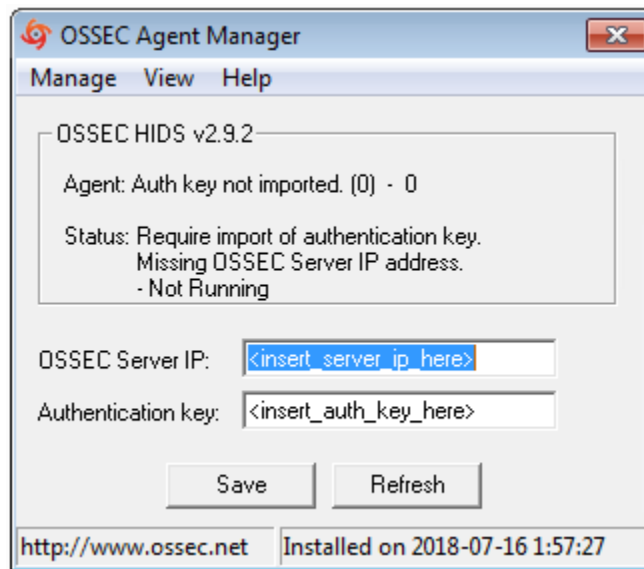 OSSEC Agent Manager
Manage View Help
OSSEC HIDS v2.9.2
Agent: Auth key not imported. (0) - 0
Status: Require import of authentication key.
Missing OSSEC Server IP address.
- Not Running
OSSEC Server IP: <insert_server_ip_here>
Authentication key: <insert_auth_key_here>
Save Refresh
http://www.ossec.net Installed on 2018-07-16 1:57:27